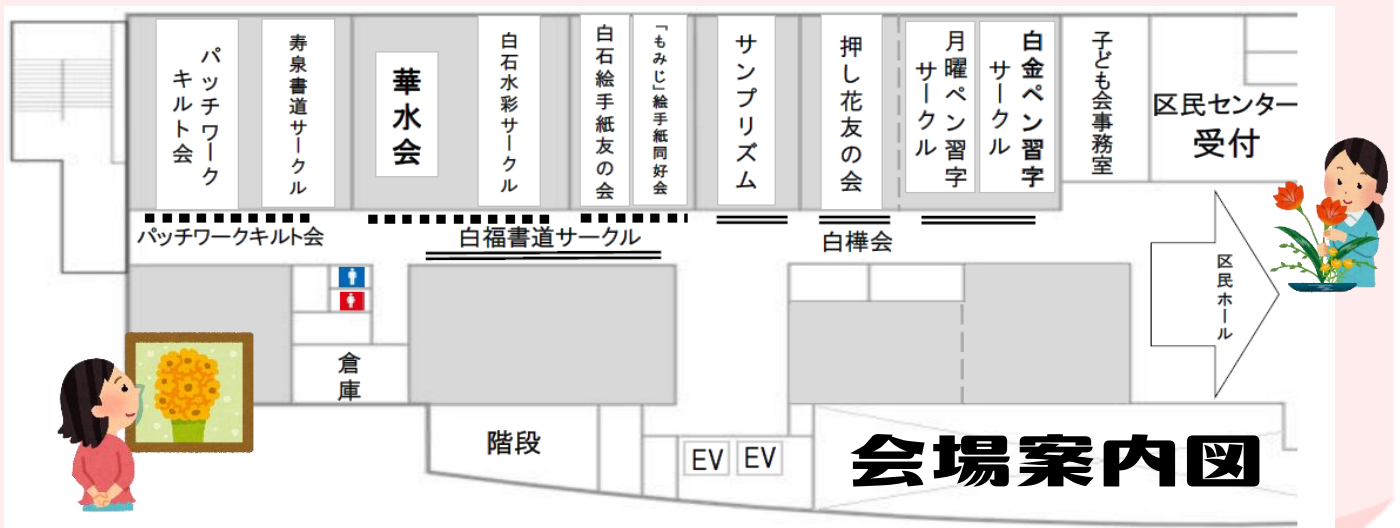 パッチワーク
キルト会
寿泉書道サークル
華水会
白石水彩サークル
白石絵手紙友の会
「もみじ」絵手紙同好会
サンプリズム
押し花友の会
月曜ペン習字
サークル
白金ペン習字
サークル
子ども会事務室
区民センター
受付
パッチワークキルト会
白福書道サークル
白樺会
区民ホール
倉庫
階段
EV
EV
会場案内図